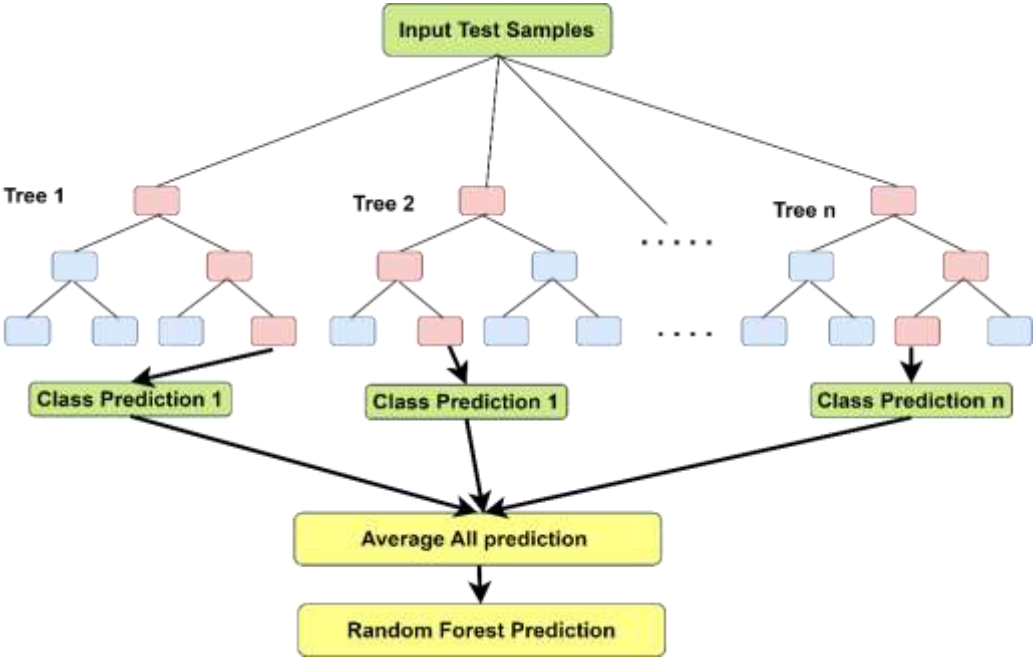 Input Test Samples
Tree 1
Tree 2
Tree n
.....
....
Class Prediction 1
Class Prediction 1
Class Prediction n
Average All prediction
Random Forest Prediction